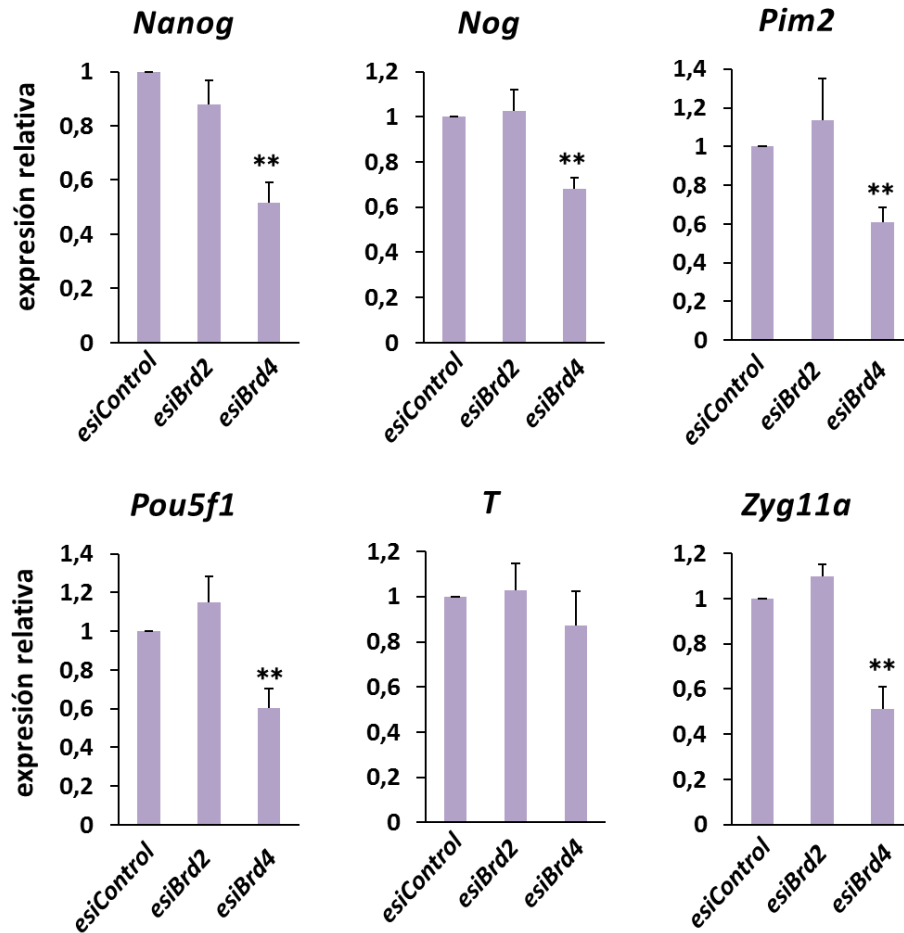 Nanog
expresión relativa
1
0,8
0,6
0,4
0,2
0
**
esiControl
esiBrd2
esiBrd4
Nog
1,2
1
0,8
0,6
0,4
0,2
0
**
esiControl
esiBrd2
esiBrd4
Pim2
1,4
1,2
1
0,8
0,6
0,4
0,2
0
**
esiControl
esiBrd2
esiBrd4
Pou5f1
expresión relativa
1,4
1,2
1
0,8
0,6
0,4
0,2
0
**
esiControl
esiBrd2
esiBrd4
T
1,2
1
0,8
0,6
0,4
0,2
0
esiControl
esiBrd2
esiBrd4
Zyg11a
1,2
1
0,8
0,6
0,4
0,2
0
**
esiControl
esiBrd2
esiBrd4